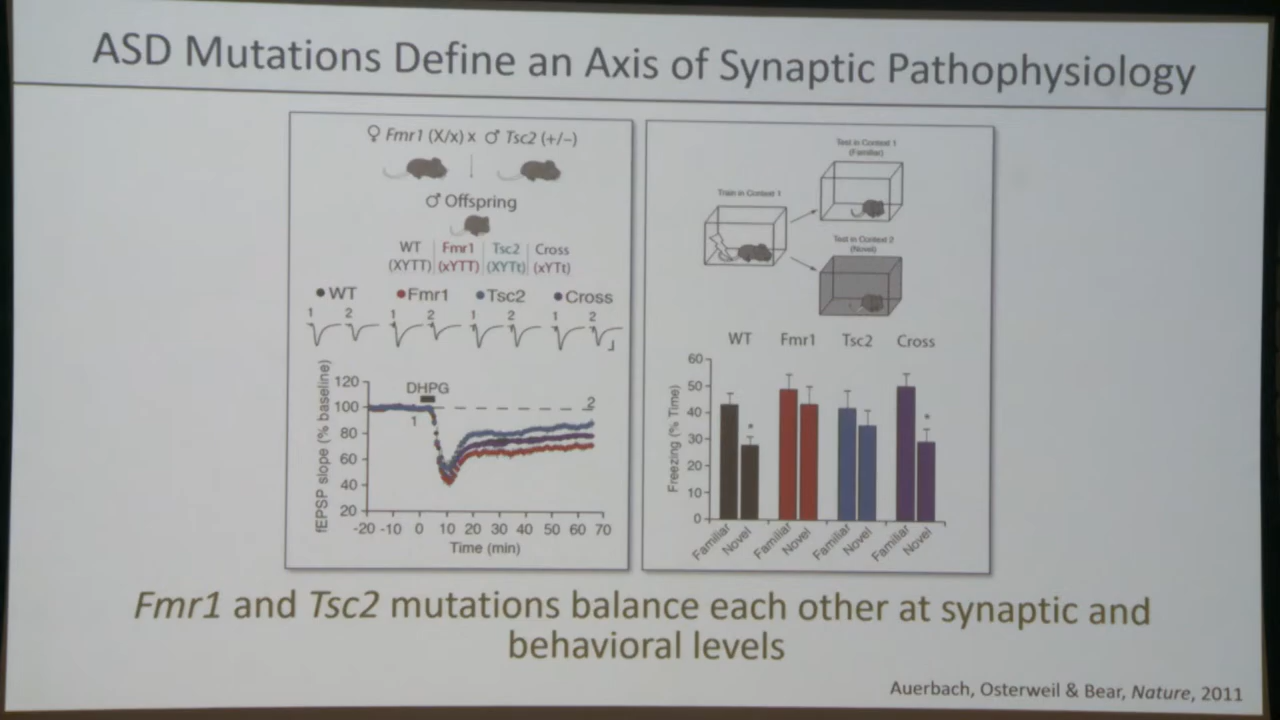 ASD Mutations Define an Axis of Synaptic Pathophysiology
♀ Fmr1 (X/x) x ♂ Tsc2 (+/−)
♂ Offspring
WT Fmr1 Tsc2 Cross
(XYTT) (xYTT) (XYTt) (xYTt)
WT Fmr1 Tsc2 Cross
1 2 1 2 1 2 1 2
fEPSP slope (% baseline)
120
100
80
60
40
20
DHPG
1
2
-20 -10 0 10 20 30 40 50 60 70
Time (min)
Test in Context 1
(Familiar)
Train in Context 1
Test in Context 2
(Novel)
WT Fmr1 Tsc2 Cross
Freezing (% Time)
60
50
40
30
20
10
0
* *
Familiar Novel Familiar Novel Familiar Novel Familiar Novel
Fmr1 and Tsc2 mutations balance each other at synaptic and
behavioral levels
Auerbach, Osterweil & Bear, Nature, 2011